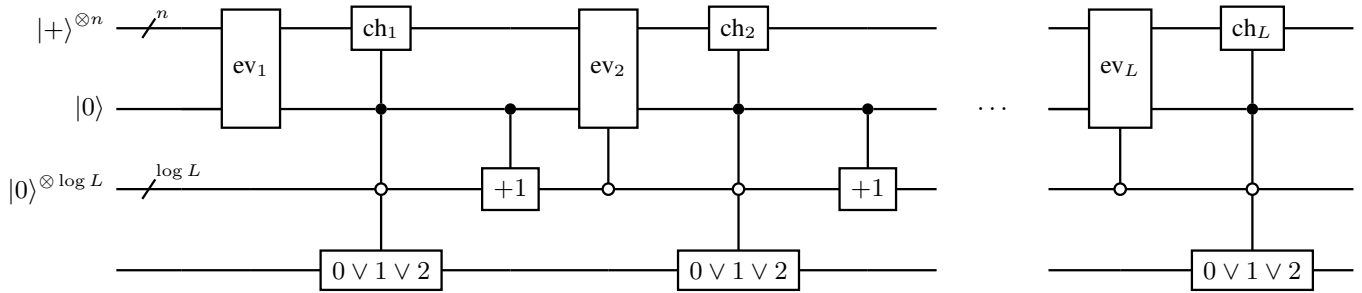 |+⟩^{⊗n} n ev₁ ch₁ ev₂ ch₂ ev_L ch_L
|0⟩ ⋯
|0⟩^{⊗ log L} log L +1 +1
0 ∨ 1 ∨ 2 0 ∨ 1 ∨ 2 0 ∨ 1 ∨ 2